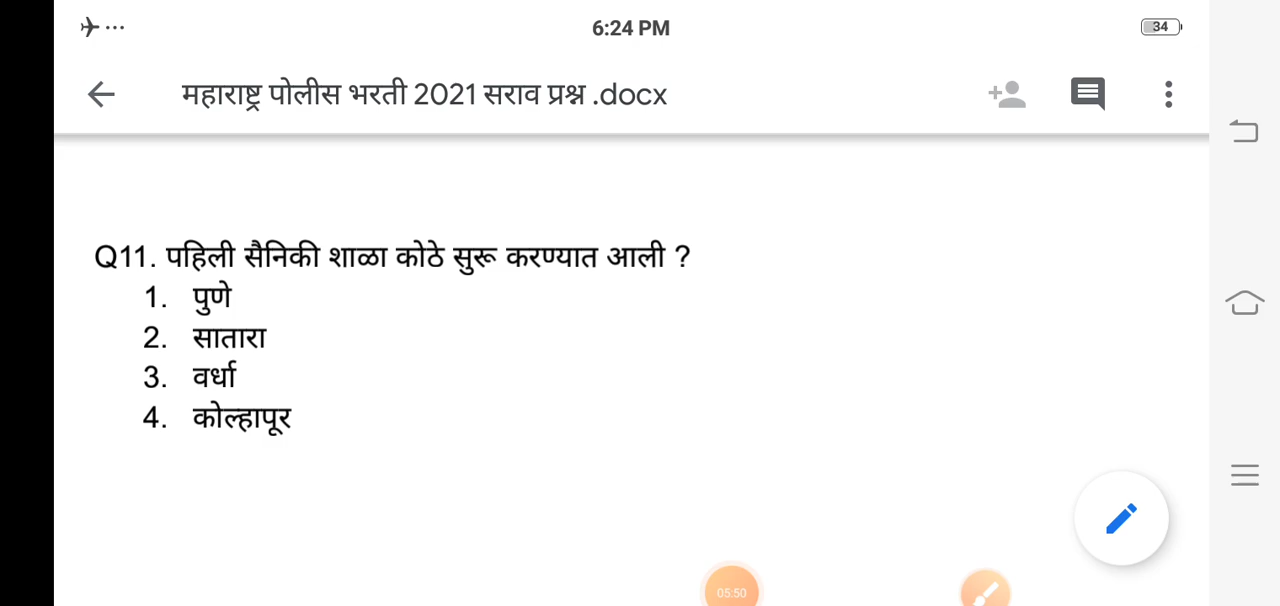 6:24 PM
34
महाराष्ट्र पोलीस भरती 2021 सराव प्रश्न .docx
Q11. पहिली सैनिकी शाळा कोठे सुरू करण्यात आली ?
1. पुणे
2. सातारा
3. वर्धा
4. कोल्हापूर
05:50